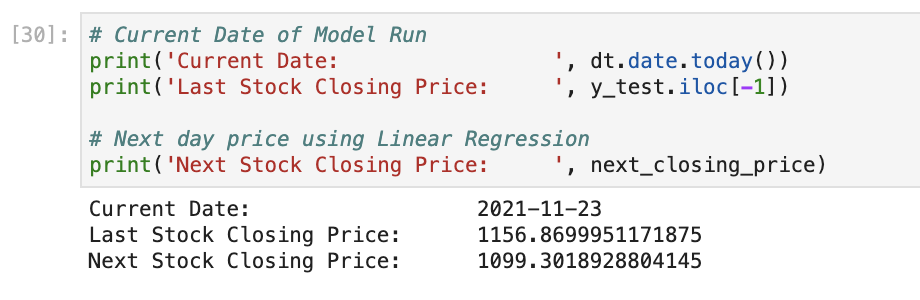 [30]: # Current Date of Model Run
print('Current Date:                 ', dt.date.today())
print('Last Stock Closing Price:     ', y_test.iloc[-1])
# Next day price using Linear Regression
print('Next Stock Closing Price:     ', next_closing_price)
Current Date:                  2021-11-23
Last Stock Closing Price:      1156.8699951171875
Next Stock Closing Price:      1099.3018928804145